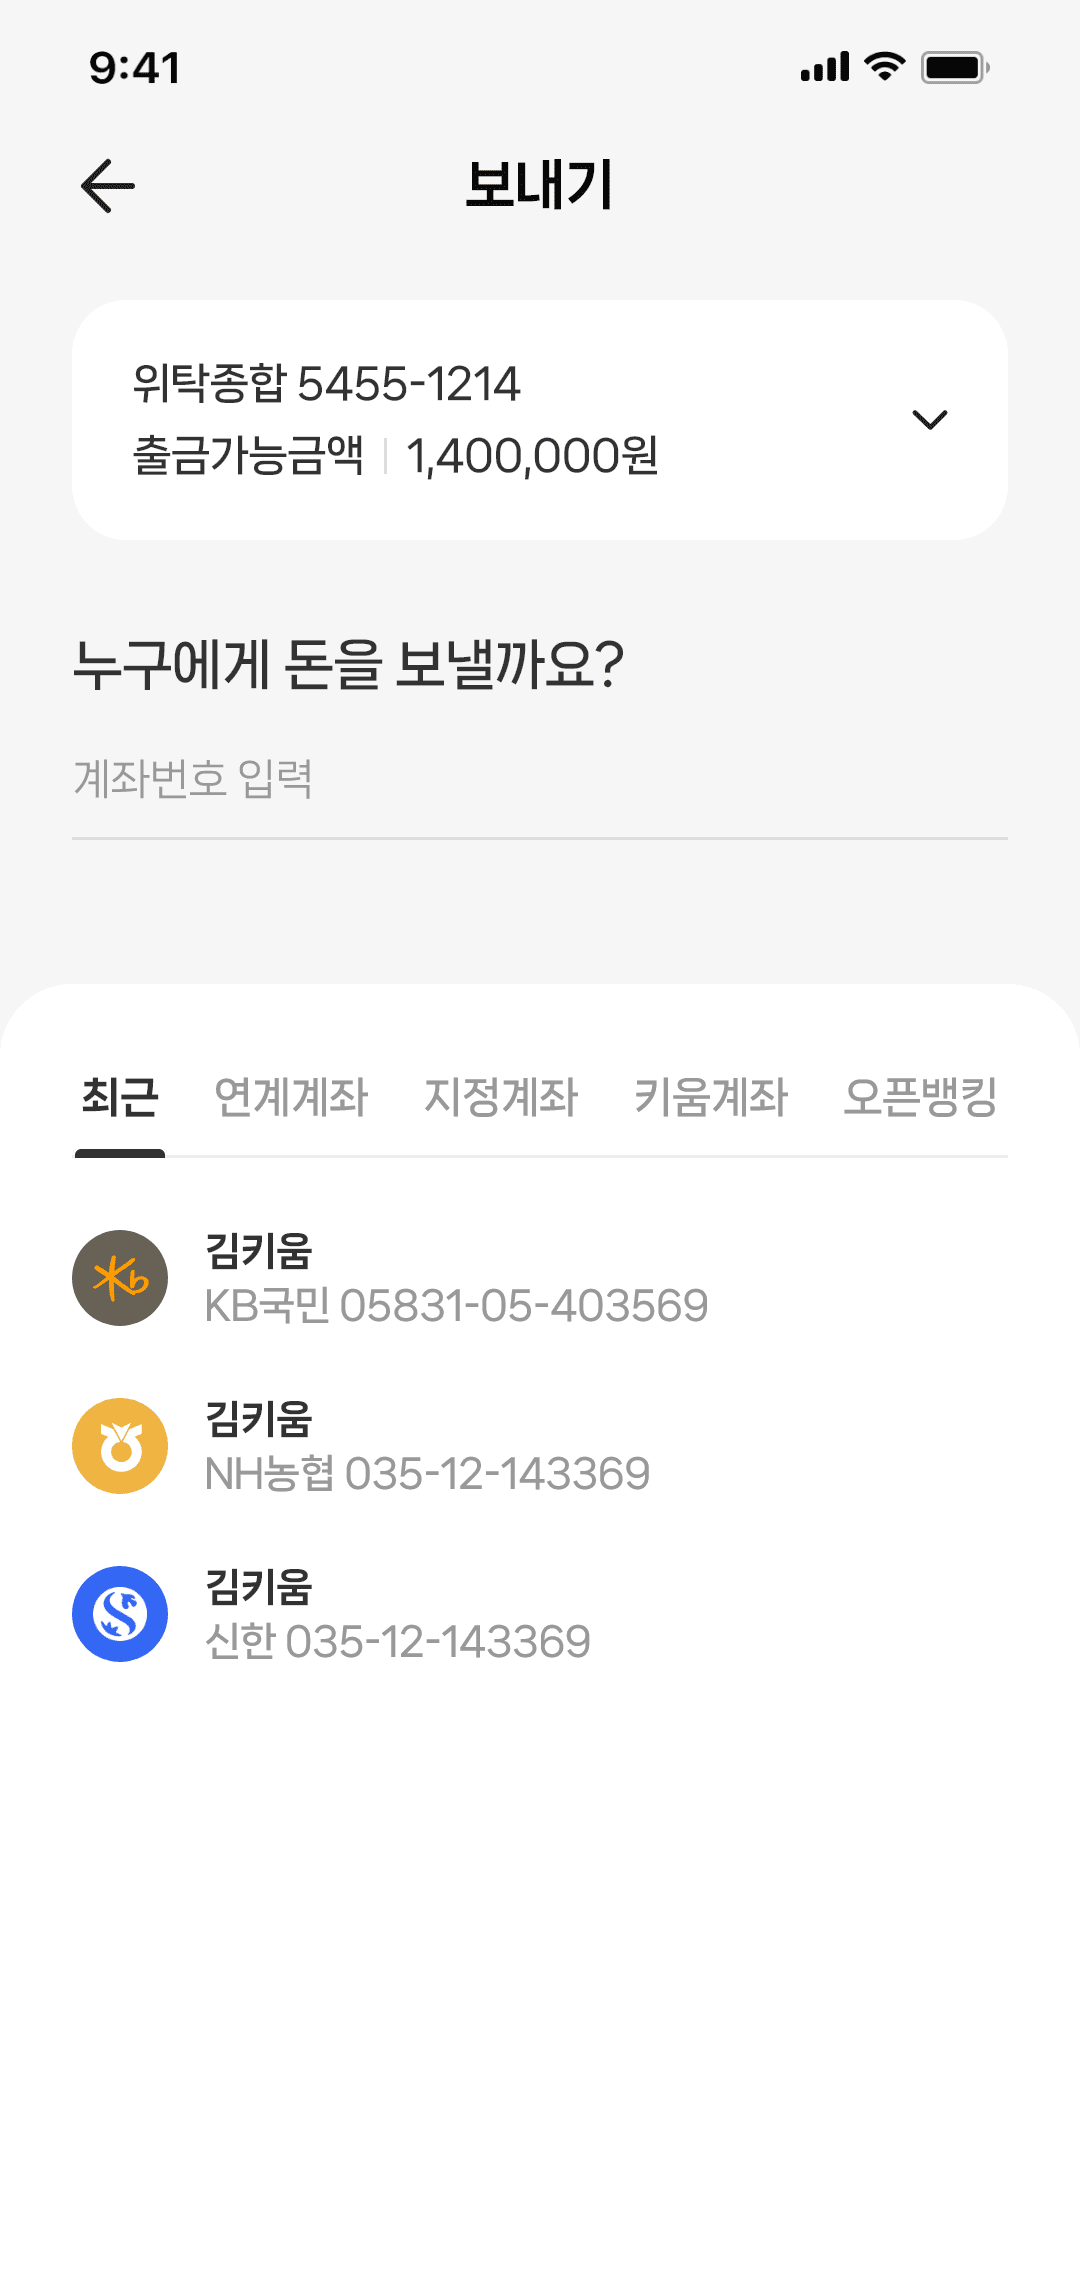 9:41
보내기
위탁종합 5455-1214
출금가능금액 | 1,400,000원
누구에게 돈을 보낼까요?
계좌번호 입력
최근 연계계좌 지정계좌 키움계좌 오픈뱅킹
김키움
KB국민 05831-05-403569
김키움
NH농협 035-12-143369
김키움
신한 035-12-143369